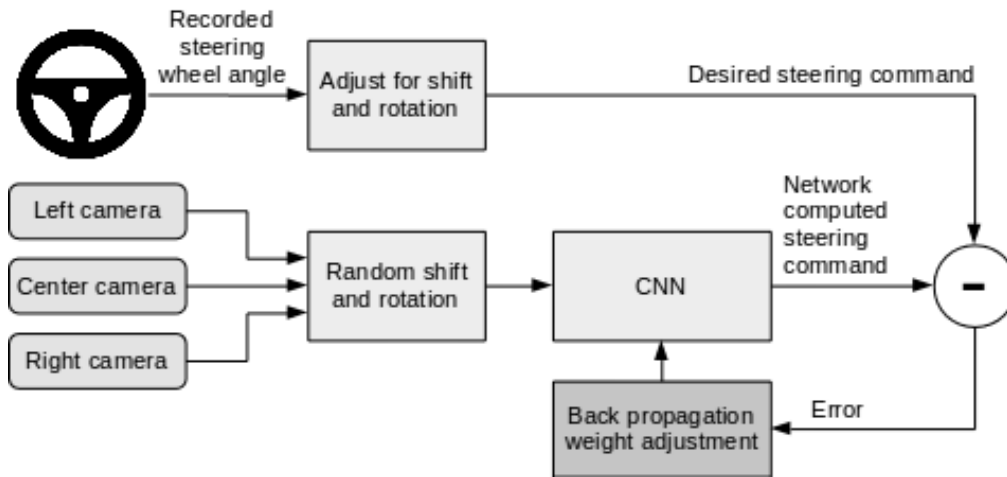 Recorded
steering
wheel angle
Adjust for shift
and rotation
Desired steering command
Left camera
Center camera
Right camera
Random shift
and rotation
CNN
Network
computed
steering
command
-
Back propagation
weight adjustment
Error